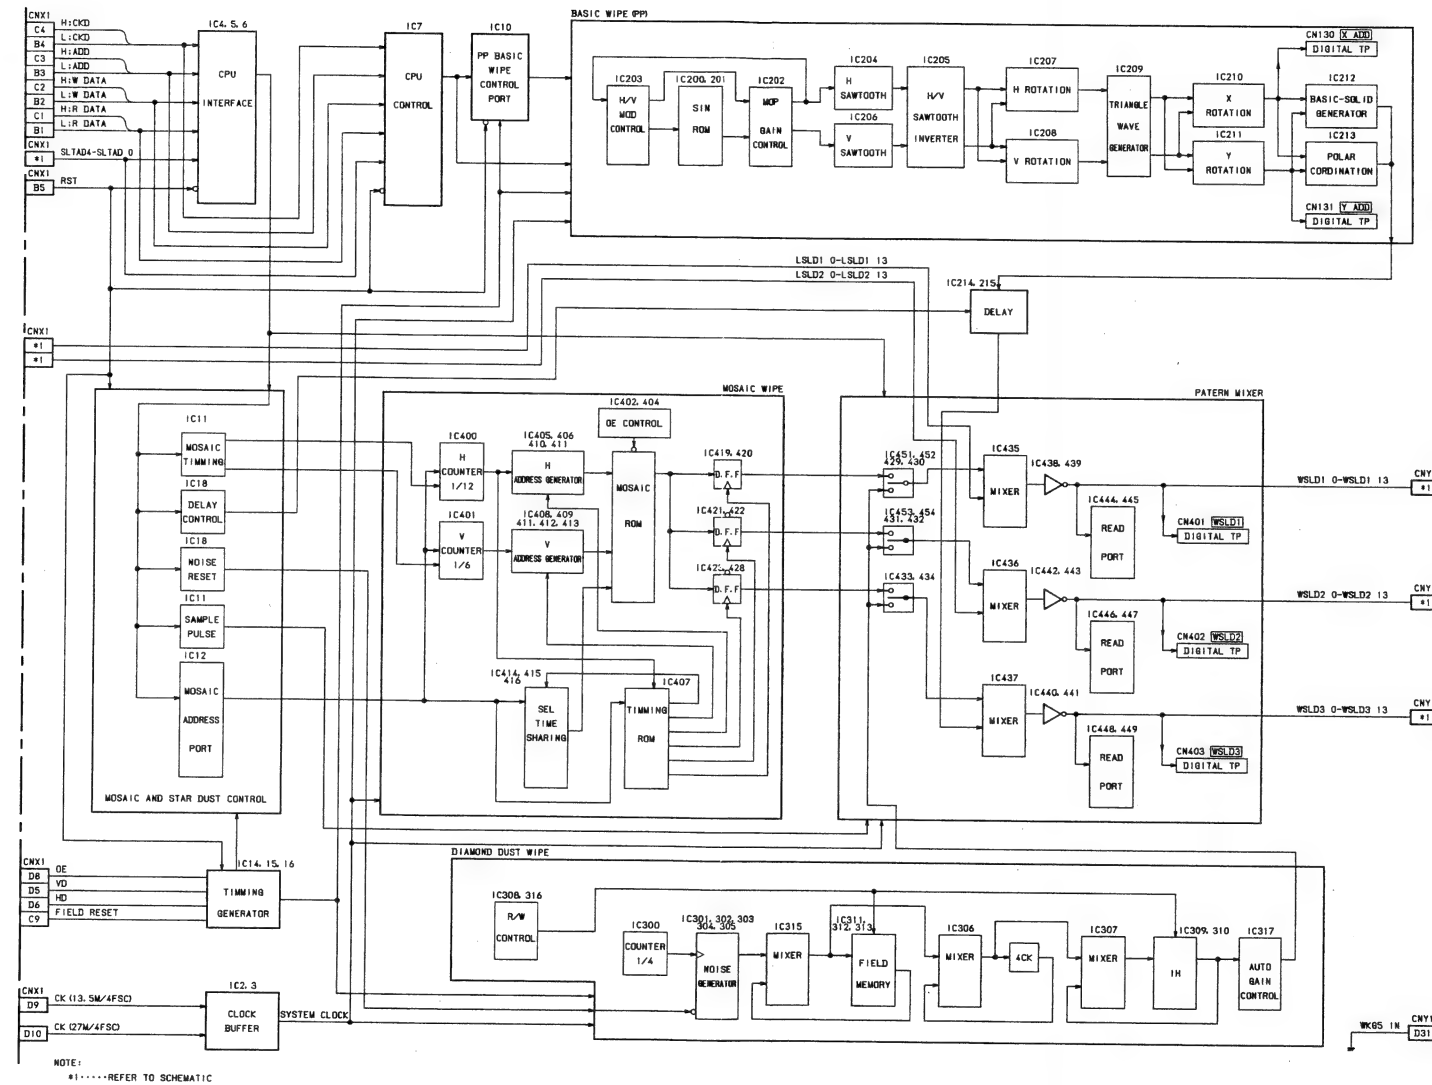 CNX1
C4 H:CKD
B4 L:CKD
C3 H:ADD
B3 L:ADD
C2 H:W DATA
B2 L:W DATA
C1 H:R DATA
B1 L:R DATA
CNX1
*1 SLTAD4-SLTAD 0
CNX1
B5 RST
IC4. 5. 6
CPU
INTERFACE
IC7
CPU
CONTROL
IC10
PP BASIC
WIPE
CONTROL
PORT
BASIC WIPE (PP)
IC203
H/V
MOD
CONTROL
IC200. 201
SIN
ROM
IC202
MOP
GAIN
CONTROL
IC204
H
SAWTOOTH
IC206
V
SAWTOOTH
IC205
H/V
SAWTOOTH
INVERTER
IC207
H ROTATION
IC208
V ROTATION
IC209
TRIANGLE
WAVE
GENERATOR
IC210
X
ROTATION
IC211
Y
ROTATION
CN130 X ADD
DIGITAL TP
IC212
BASIC-SOLID
GENERATOR
IC213
POLAR
CORDINATION
CN131 Y ADD
DIGITAL TP
LSLD1 0-LSLD1 13
LSLD2 0-LSLD2 13
IC214. 215
DELAY
CNX1
*1
*1
IC11
MOSAIC
TIMMING
IC18
DELAY
CONTROL
IC18
NOISE
RESET
IC11
SAMPLE
PULSE
IC12
MOSAIC
ADDRESS
PORT
MOSAIC AND STAR DUST CONTROL
MOSAIC WIPE
IC400
H
COUNTER
1/12
IC401
V
COUNTER
1/6
IC405. 406
410. 411
H
ADDRESS GENERATOR
IC408. 409
411. 412. 413
V
ADDRESS GENERATOR
IC402. 404
OE CONTROL
MOSAIC
ROM
IC419. 420
D.F.F
IC421. 422
D.F.F
428
D.F.F
IC414. 415
416
SEL
TIME
SHARING
IC407
TIMMING
ROM
PATERN MIXER
IC451. 452
429. 430
IC453. 454
431. 432
IC433. 434
IC435
MIXER
IC438. 439
IC444. 445
READ
PORT
WSLD1 0-WSLD1 13
CNY
*1
CN401 WSLD1
DIGITAL TP
IC436
MIXER
IC442. 443
IC446. 447
READ
PORT
WSLD2 0-WSLD2 13
CNY
*1
CN402 WSLD2
DIGITAL TP
IC437
MIXER
IC440. 441
IC448. 449
READ
PORT
WSLD3 0-WSLD3 13
CNY
*1
CN403 WSLD3
DIGITAL TP
CNX1
D8 OE
D5 VD
D6 HD
C9 FIELD RESET
IC14. 15. 16
TIMMING
GENERATOR
CNX1
D9 CK (13. 5M/4FSC)
D10 CK (27M/4FSC)
IC2. 3
CLOCK
BUFFER
SYSTEM CLOCK
DIAMOND DUST WIPE
IC308. 316
R/W
CONTROL
IC300
COUNTER
1/4
IC301. 302. 303
304. 305
NOISE
GENERATOR
IC315
MIXER
IC311.
312. 313
FIELD
MEMORY
IC306
MIXER
4CK
IC307
MIXER
IC309. 310
1H
IC317
AUTO
GAIN
CONTROL
WKG5 IN
CNY1
D31
NOTE:
*1·····REFER TO SCHEMATIC